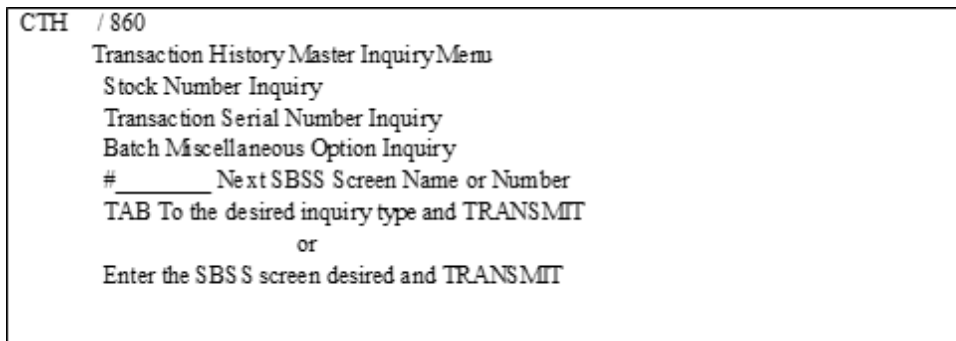 CTH / 860
Transaction History Master Inquiry Menu
Stock Number Inquiry
Transaction Serial Number Inquiry
Batch Miscellaneous Option Inquiry
#________ Next SBSS Screen Name or Number
TAB To the desired inquiry type and TRANSMIT
or
Enter the SBSS screen desired and TRANSMIT